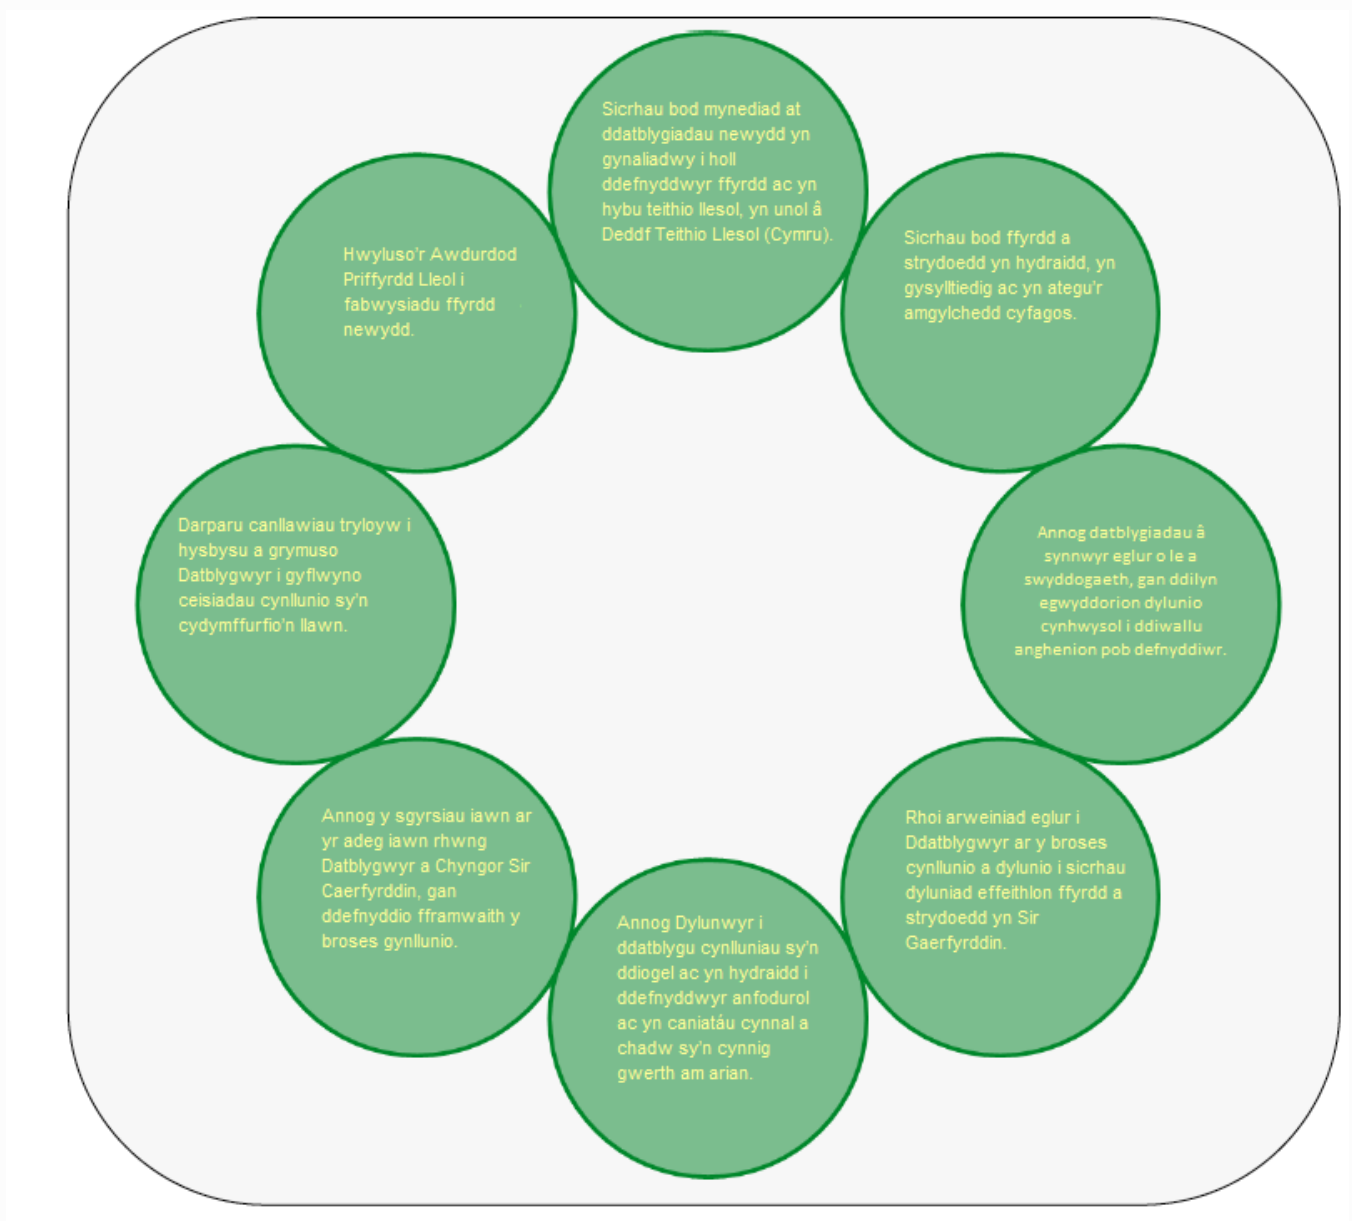 Sicrhau bod mynediad at
ddatblygiadau newydd yn
gynaliadwy i holl
ddefnyddwyr ffyrdd ac yn
hybu teithio llesol, yn unol â
Deddf Teithio Llesol (Cymru).
Sicrhau bod ffyrdd a
strydoedd yn hydraidd, yn
gysylltiedig ac yn ategu'r
amgylchedd cyfagos.
Annog datblygiadau â
synnwyr eglur o le a
swyddogaeth, gan ddilyn
egwyddorion dylunio
cynhwysol i ddiwallu
anghenion pob defnyddiwr.
Rhoi arweiniad eglur i
Ddatblygwyr ar y broses
cynllunio a dylunio i sicrhau
dyluniad effeithlon ffyrdd a
strydoedd yn Sir
Gaerfyrddin.
Annog Dylunwyr i
ddatblygu cynlluniau sy'n
ddiogel ac yn hydraidd i
ddefnyddwyr anfodurol
ac yn caniatáu cynnal a
chadw sy'n cynnig
gwerth am arian.
Annog y sgyrsiau iawn ar
yr adeg iawn rhwng
Datblygwyr a Chyngor Sir
Caerfyrddin, gan
ddefnyddio fframwaith y
broses gynllunio.
Darparu canllawiau tryloyw i
hysbysu a grymuso
Datblygwyr i gyflwyno
ceisiadau cynllunio sy'n
cydymffurfio'n llawn.
Hwyluso'r Awdurdod
Priffyrdd Lleol i
fabwysiadu ffyrdd
newydd.